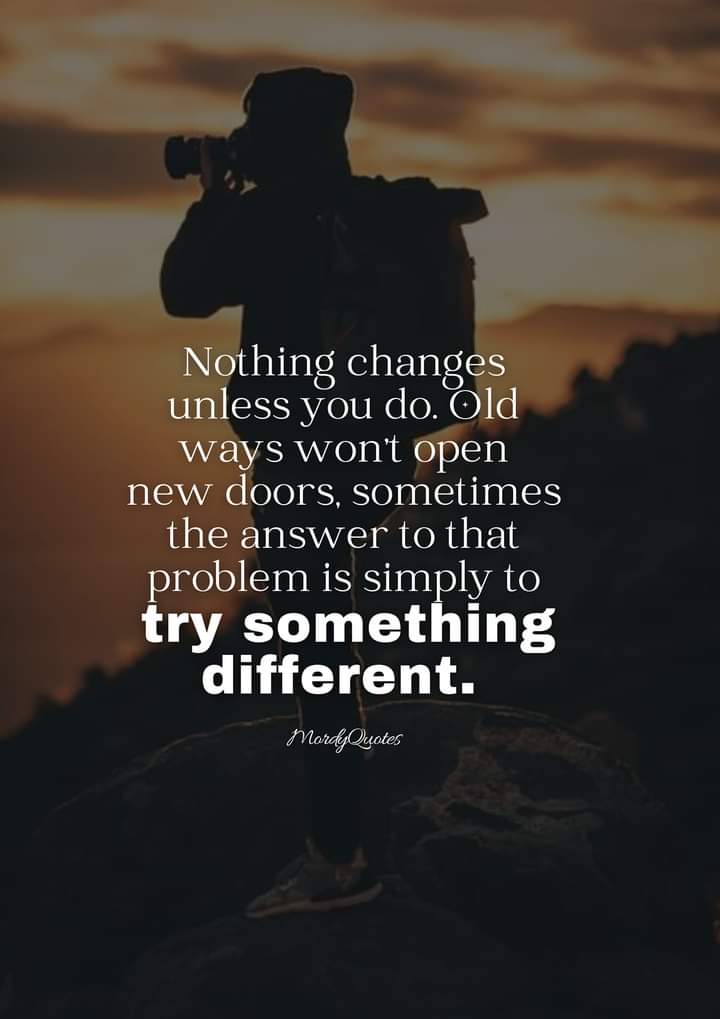 Nothing changes
unless you do. Old
ways won't open
new doors, sometimes
the answer to that
problem is simply to
try something
different.
MordyQuotes